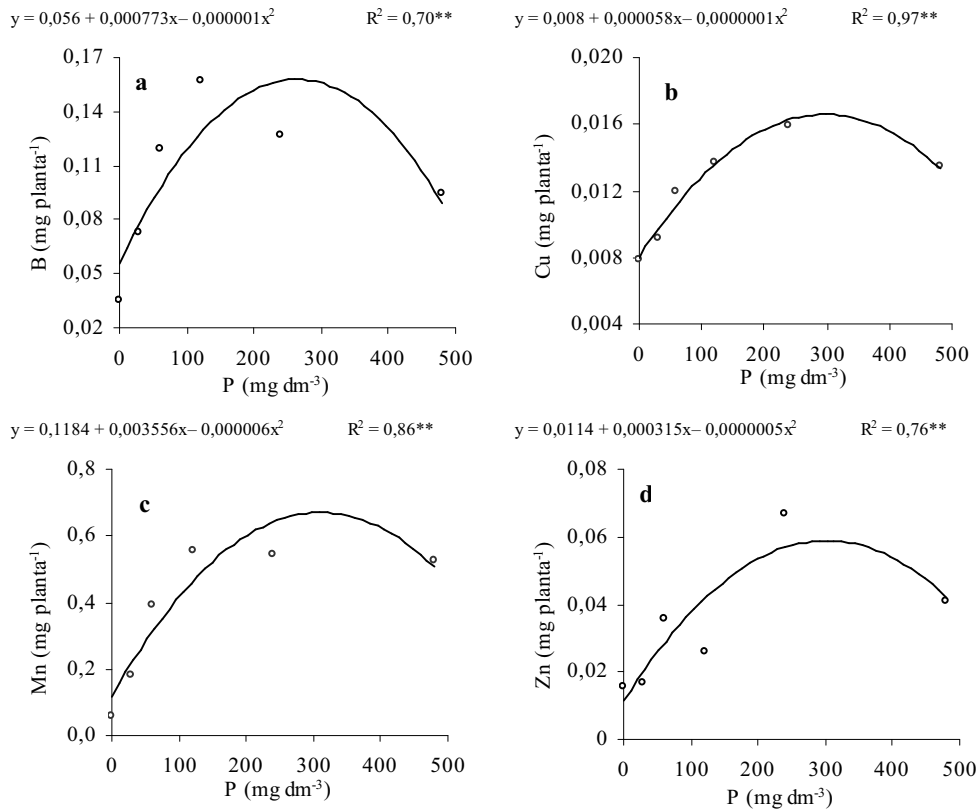 y = 0,056 + 0,000773x– 0,000001x² R² = 0,70**
0,17
a
0,14
0,11
0,08
0,05
0,02
B (mg planta⁻¹)
0 100 200 300 400 500
P (mg dm⁻³)
y = 0,008 + 0,000058x– 0,0000001x² R² = 0,97**
0,020
b
0,016
0,012
0,008
0,004
Cu (mg planta⁻¹)
0 100 200 300 400 500
P (mg dm⁻³)
y = 0,1184 + 0,003556x– 0,000006x² R² = 0,86**
0,8
c
0,6
0,4
0,2
0,0
Mn (mg planta⁻¹)
0 100 200 300 400 500
P (mg dm⁻³)
y = 0,0114 + 0,000315x– 0,0000005x² R² = 0,76**
0,08
d
0,06
0,04
0,02
0
Zn (mg planta⁻¹)
0 100 200 300 400 500
P (mg dm⁻³)